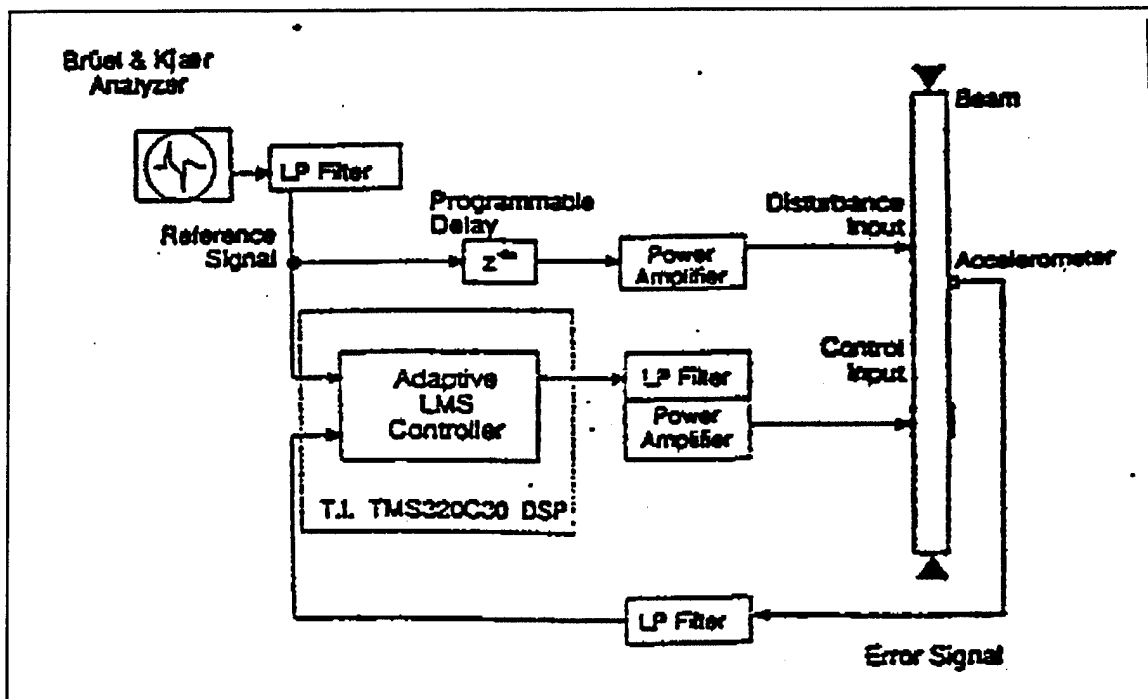 Brüel & Kjaer
Analyzer
LP Filter
Beam
Programmable
Delay
Disturbance
Input
Reference
Signal
Power
Amplifier
Accelerometer
Control
Input
Adaptive
LMS
Controller
LP Filter
Power
Amplifier
T.I. TMS320C30 DSP
LP Filter
Error Signal